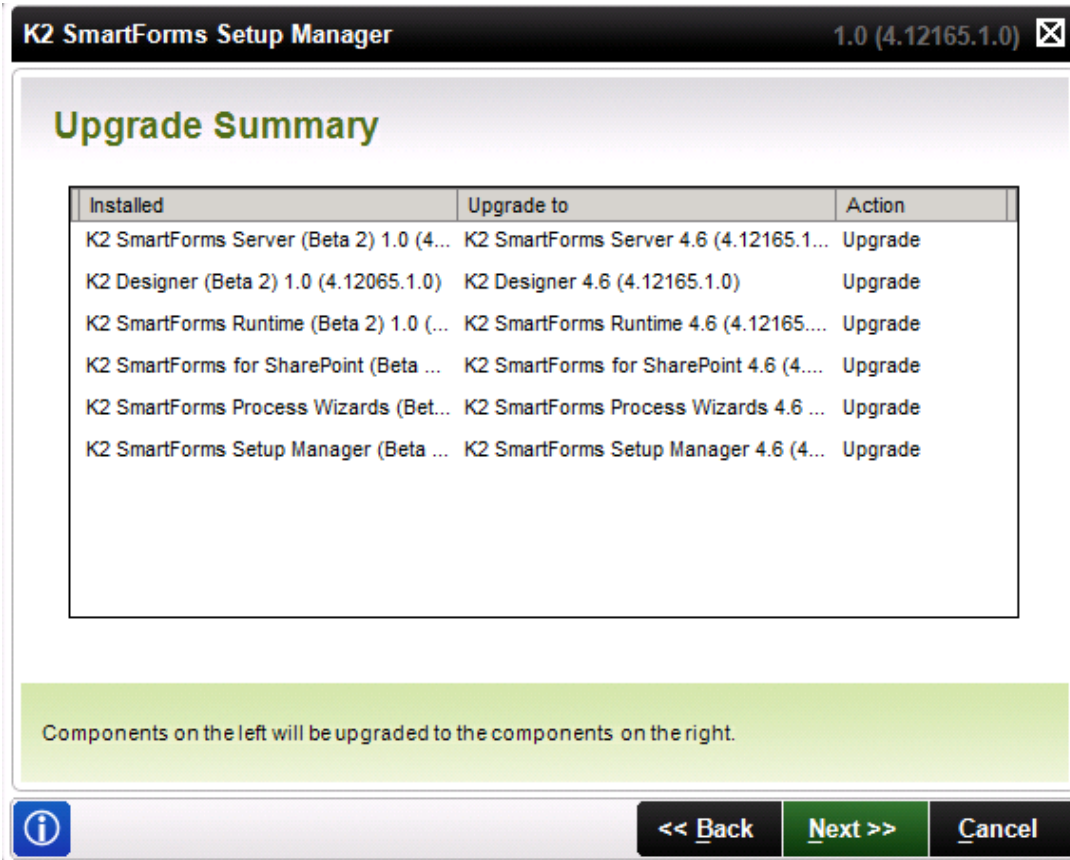 K2 SmartForms Setup Manager 1.0 (4.12165.1.0)
Upgrade Summary
Installed Upgrade to Action
K2 SmartForms Server (Beta 2) 1.0 (4... K2 SmartForms Server 4.6 (4.12165.1... Upgrade
K2 Designer (Beta 2) 1.0 (4.12065.1.0) K2 Designer 4.6 (4.12165.1.0) Upgrade
K2 SmartForms Runtime (Beta 2) 1.0 (... K2 SmartForms Runtime 4.6 (4.12165.... Upgrade
K2 SmartForms for SharePoint (Beta ... K2 SmartForms for SharePoint 4.6 (4.... Upgrade
K2 SmartForms Process Wizards (Bet... K2 SmartForms Process Wizards 4.6 ... Upgrade
K2 SmartForms Setup Manager (Beta ... K2 SmartForms Setup Manager 4.6 (4... Upgrade
Components on the left will be upgraded to the components on the right.
<< Back Next >> Cancel